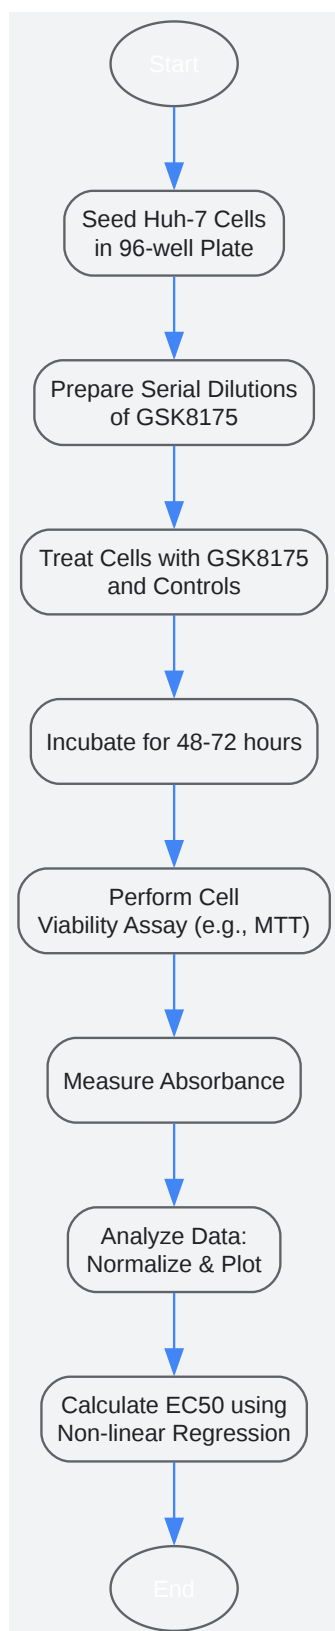 Start
Seed Huh-7 Cells
in 96-well Plate
Prepare Serial Dilutions
of GSK8175
Treat Cells with GSK8175
and Controls
Incubate for 48-72 hours
Perform Cell
Viability Assay (e.g., MTT)
Measure Absorbance
Analyze Data:
Normalize & Plot
Calculate EC50 using
Non-linear Regression
End